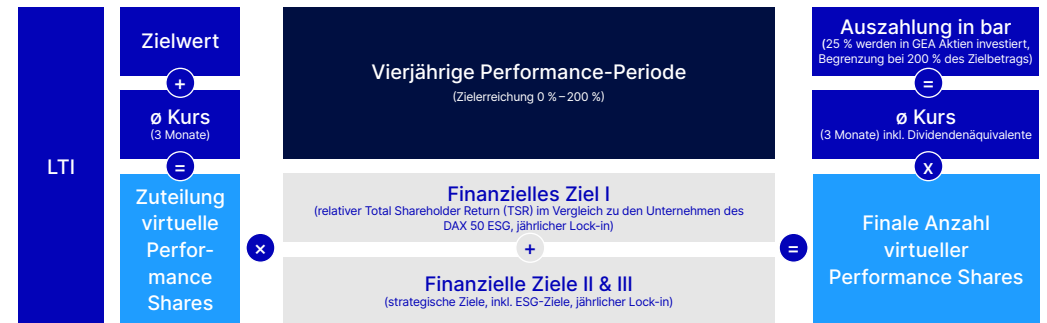 LTI
Zielwert
+
ø Kurs
(3 Monate)
=
Zuteilung
virtuelle
Perfor-
mance
Shares
×
Vierjährige Performance-Periode
(Zielerreichung 0 % – 200 %)
Finanzielles Ziel I
(relativer Total Shareholder Return (TSR) im Vergleich zu den Unternehmen des
DAX 50 ESG, jährlicher Lock-in)
+
Finanzielle Ziele II & III
(strategische Ziele, inkl. ESG-Ziele, jährlicher Lock-in)
=
Auszahlung in bar
(25 % werden in GEA Aktien investiert,
Begrenzung bei 200 % des Zielbetrags)
=
ø Kurs
(3 Monate) inkl. Dividendenäquivalente
X
Finale Anzahl
virtueller
Performance Shares